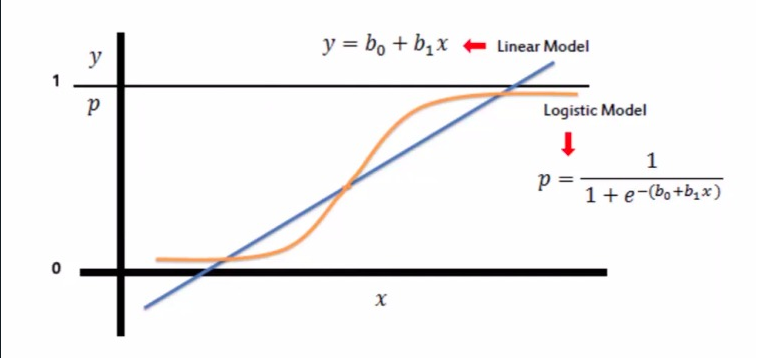 y = b₀ + b₁x Linear Model
y
1
p
Logistic Model
p = 1 / (1 + e^−(b₀+b₁x))
0
x